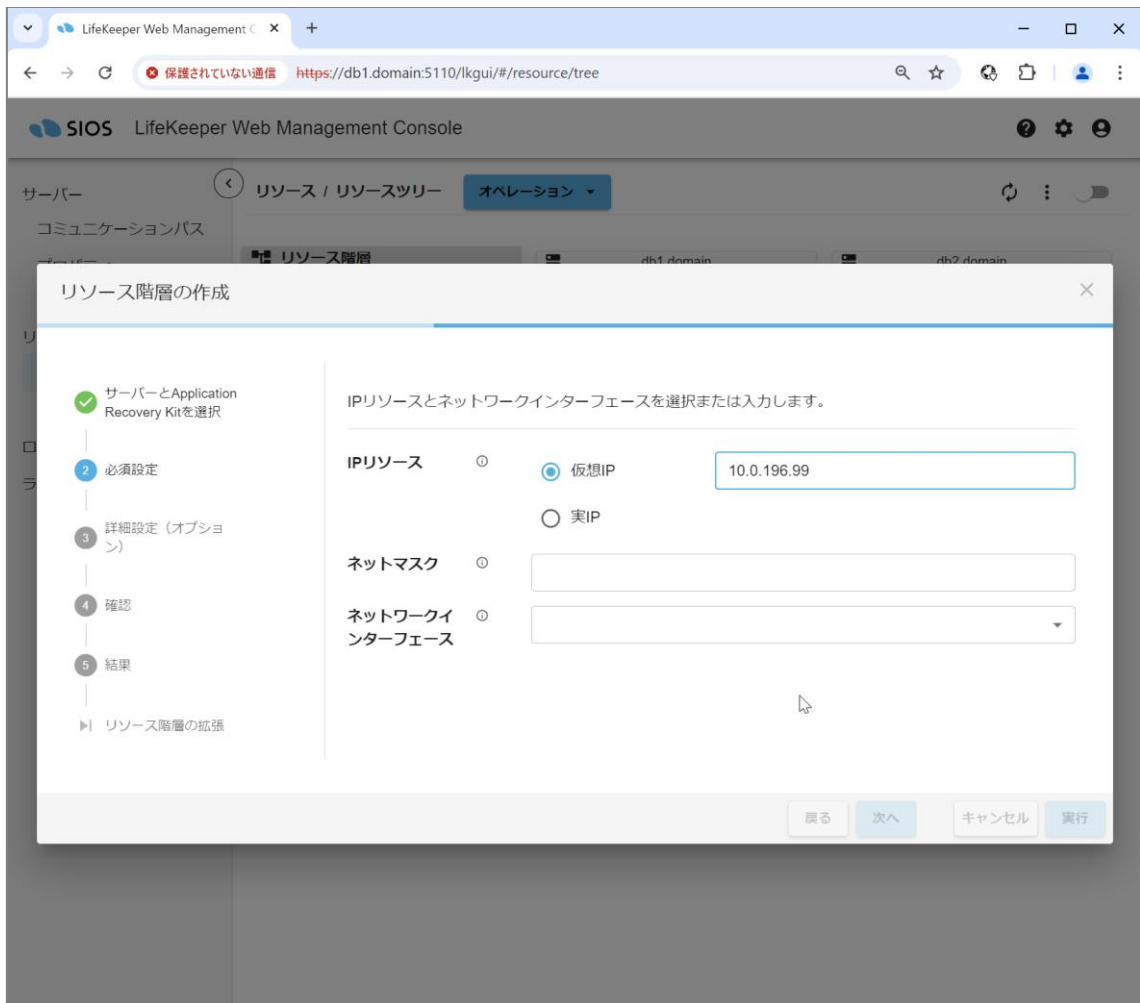 LifeKeeper Web Management C
保護されていない通信 https://db1.domain:5110/lkgui/#/resource/tree
SIOS LifeKeeper Web Management Console
サーバー
コミュニケーションパス
リソース / リソースツリー オペレーション
リソース階層 db1.domain db2.domain
リソース階層の作成
サーバーとApplication
Recovery Kitを選択
2 必須設定
3 詳細設定（オプショ
ン）
4 確認
5 結果
リソース階層の拡張
IPリソースとネットワークインターフェースを選択または入力します。
IPリソース 仮想IP 10.0.196.99
実IP
ネットマスク
ネットワークイ
ンターフェース
戻る 次へ キャンセル 実行